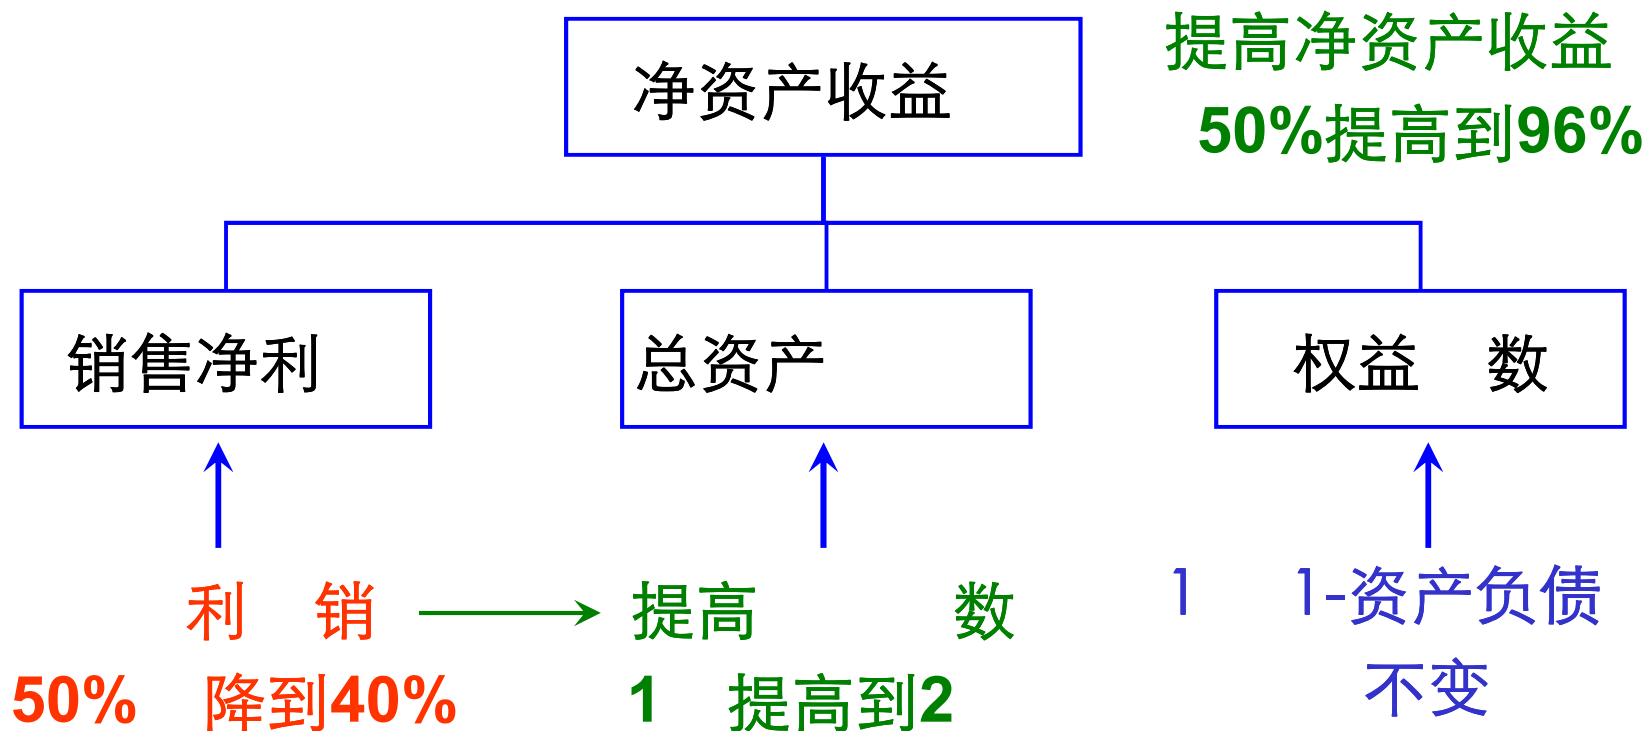 净资产收益
提高净资产收益
50%提高到96%
销售净利
总资产
权益 数
利 销
50% 降到40%
提高 数
1 提高到2
1 1-资产负债
不变